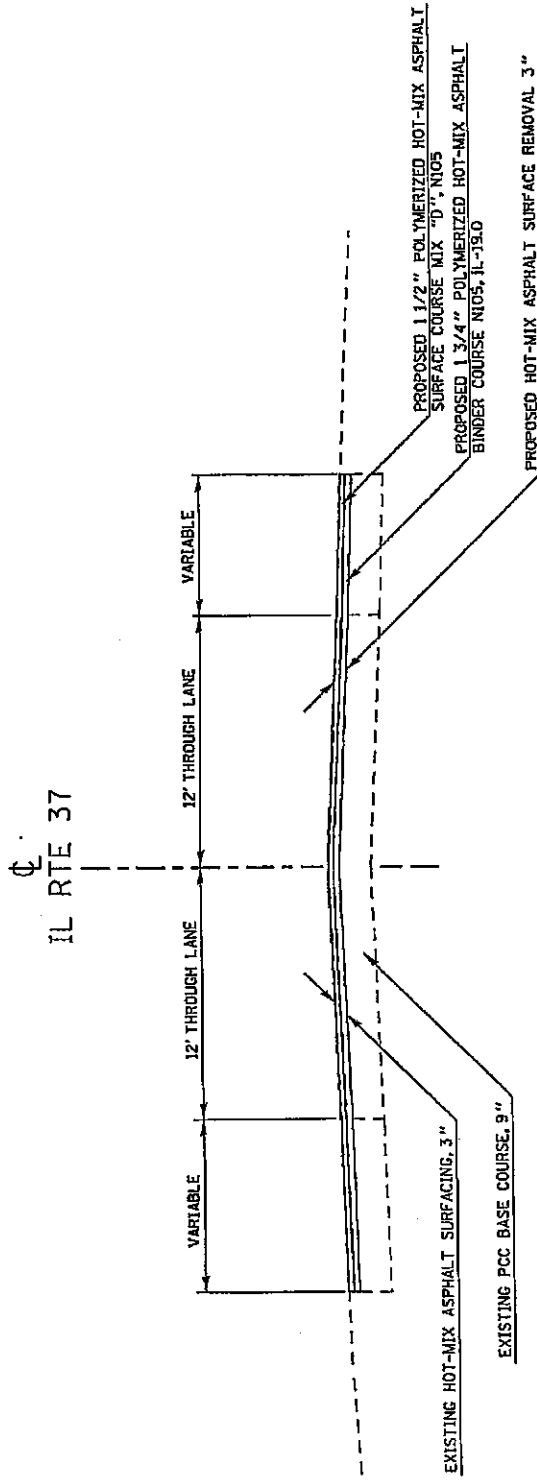 ℄
IL RTE 37
VARIABLE
12' THROUGH LANE
12' THROUGH LANE
VARIABLE
EXISTING HOT-MIX ASPHALT SURFACING, 3"
EXISTING PCC BASE COURSE, 9"
PROPOSED 1 1/2" POLYMERIZED HOT-MIX ASPHALT
SURFACE COURSE MIX "D", N105
PROPOSED 1 3/4" POLYMERIZED HOT-MIX ASPHALT
BINDER COURSE N105, IL-19.0
PROPOSED HOT-MIX ASPHALT SURFACE REMOVAL 3"